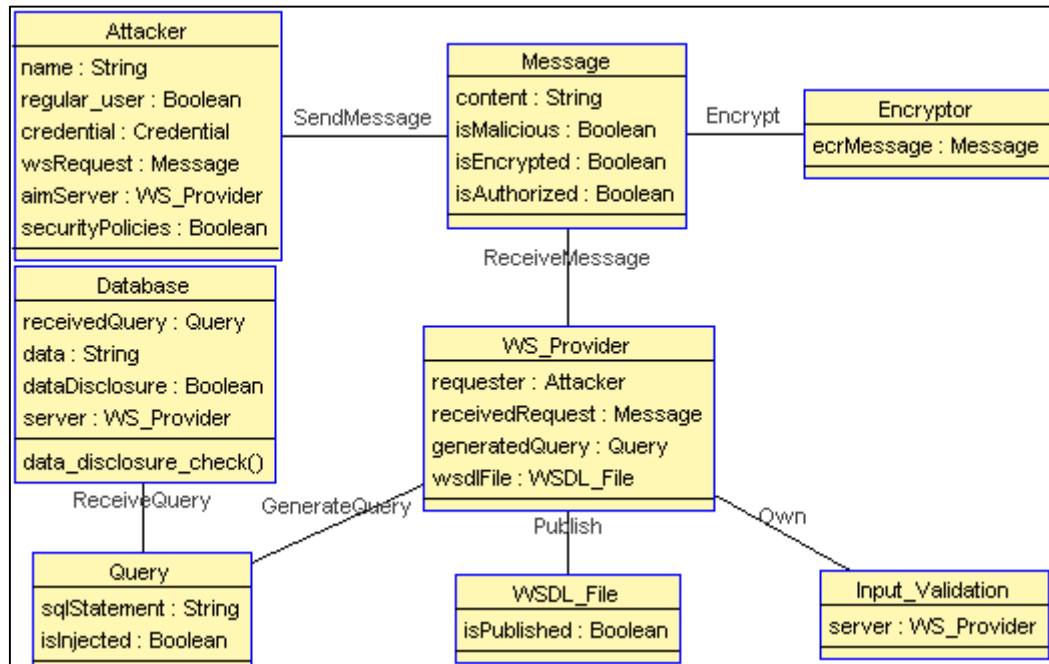 Attacker
name : String
regular_user : Boolean
credential : Credential
wsRequest : Message
aimServer : WS_Provider
securityPolicies : Boolean
SendMessage
Message
content : String
isMalicious : Boolean
isEncrypted : Boolean
isAuthorized : Boolean
Encrypt
Encryptor
ecrMessage : Message
ReceiveMessage
Database
receivedQuery : Query
data : String
dataDisclosure : Boolean
server : WS_Provider
data_disclosure_check()
WS_Provider
requester : Attacker
receivedRequest : Message
generatedQuery : Query
wsdlFile : WSDL_File
ReceiveQuery
GenerateQuery
Publish
Own
Query
sqlStatement : String
isInjected : Boolean
WSDL_File
isPublished : Boolean
Input_Validation
server : WS_Provider